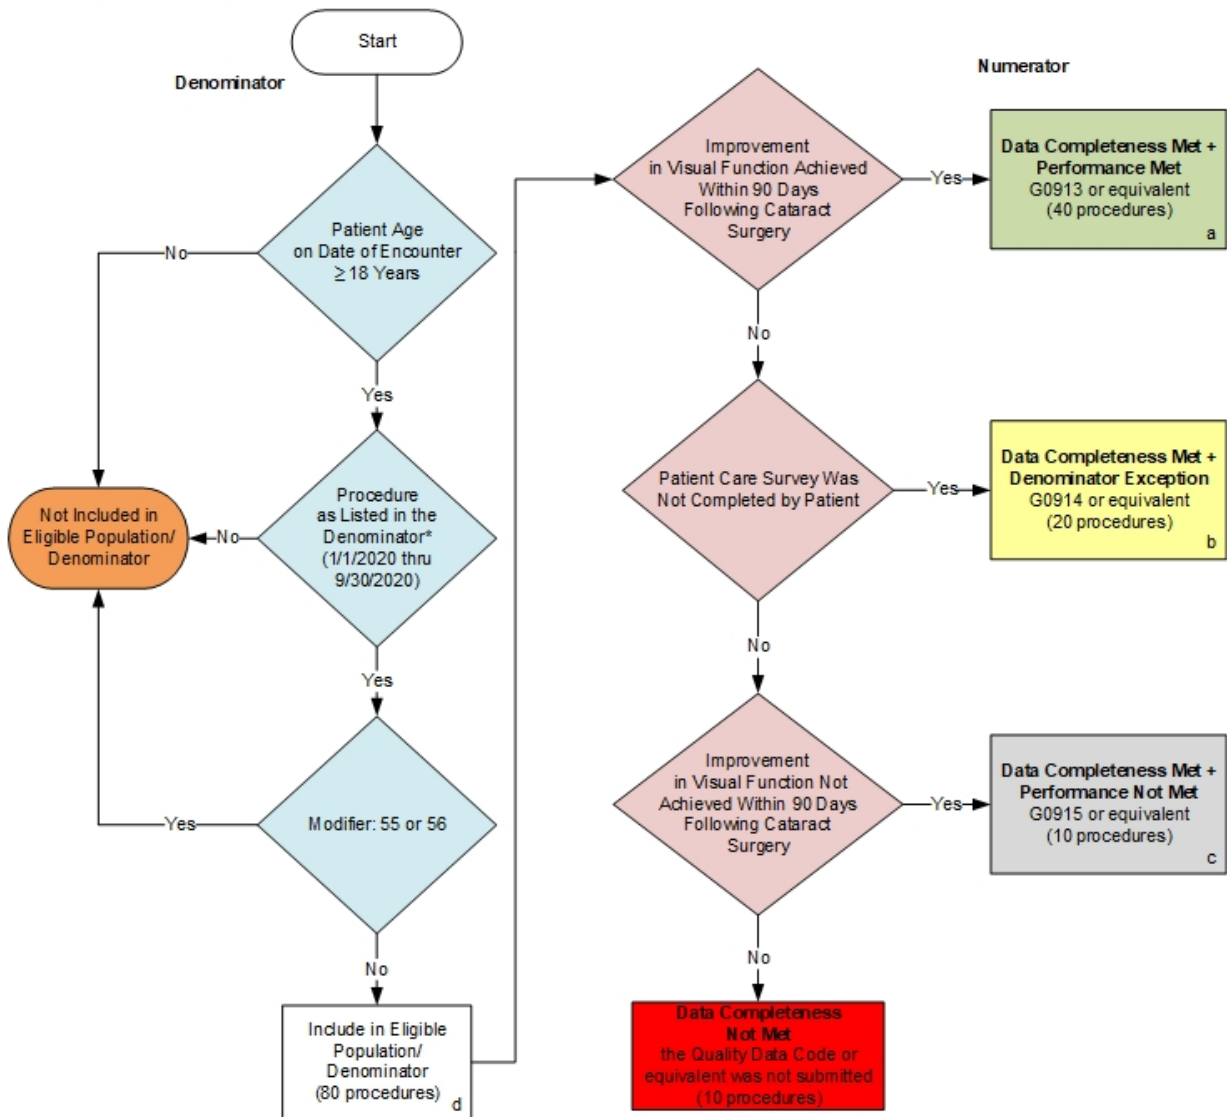 Start
Denominator
Patient Age
on Date of Encounter
≥ 18 Years
No
Yes
Procedure
as Listed in the
Denominator*
(1/1/2020 thru
9/30/2020)
No
Not Included in
Eligible Population/
Denominator
Yes
Modifier: 55 or 56
Yes
No
Include in Eligible
Population/
Denominator
(80 procedures)
d
Numerator
Improvement
in Visual Function Achieved
Within 90 Days
Following Cataract
Surgery
Yes
Data Completeness Met +
Performance Met
G0913 or equivalent
(40 procedures)
a
No
Patient Care Survey Was
Not Completed by Patient
Yes
Data Completeness Met +
Denominator Exception
G0914 or equivalent
(20 procedures)
b
No
Improvement
in Visual Function Not
Achieved Within 90 Days
Following Cataract
Surgery
Yes
Data Completeness Met +
Performance Not Met
G0915 or equivalent
(10 procedures)
c
No
Data Completeness
Not Met
the Quality Data Code or
equivalent was not submitted
(10 procedures)